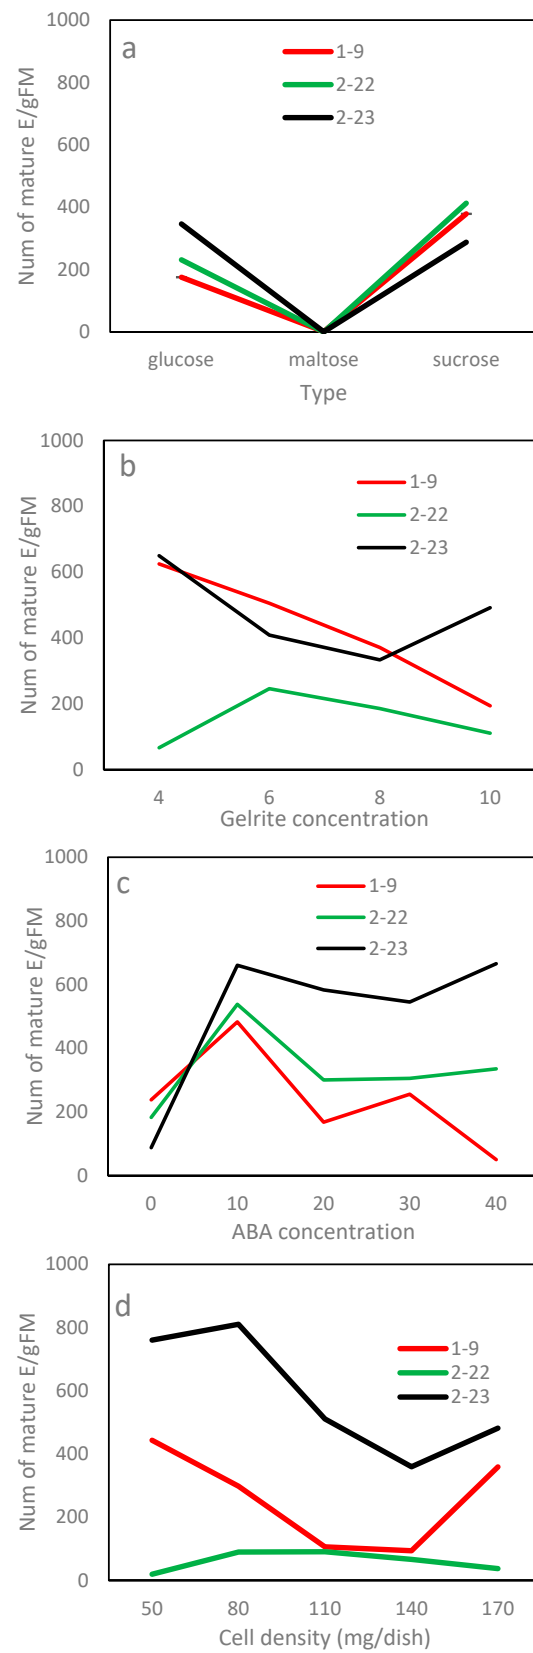 a
1-9
2-22
2-23
Num of mature E/gFM
1000
800
600
400
200
0
glucose maltose sucrose
Type
b
1-9
2-22
2-23
Num of mature E/gFM
1000
800
600
400
200
0
4 6 8 10
Gelrite concentration
c
1-9
2-22
2-23
Num of mature E/gFM
1000
800
600
400
200
0
0 10 20 30 40
ABA concentration
d
1-9
2-22
2-23
Num of mature E/gFM
1000
800
600
400
200
0
50 80 110 140 170
Cell density (mg/dish)